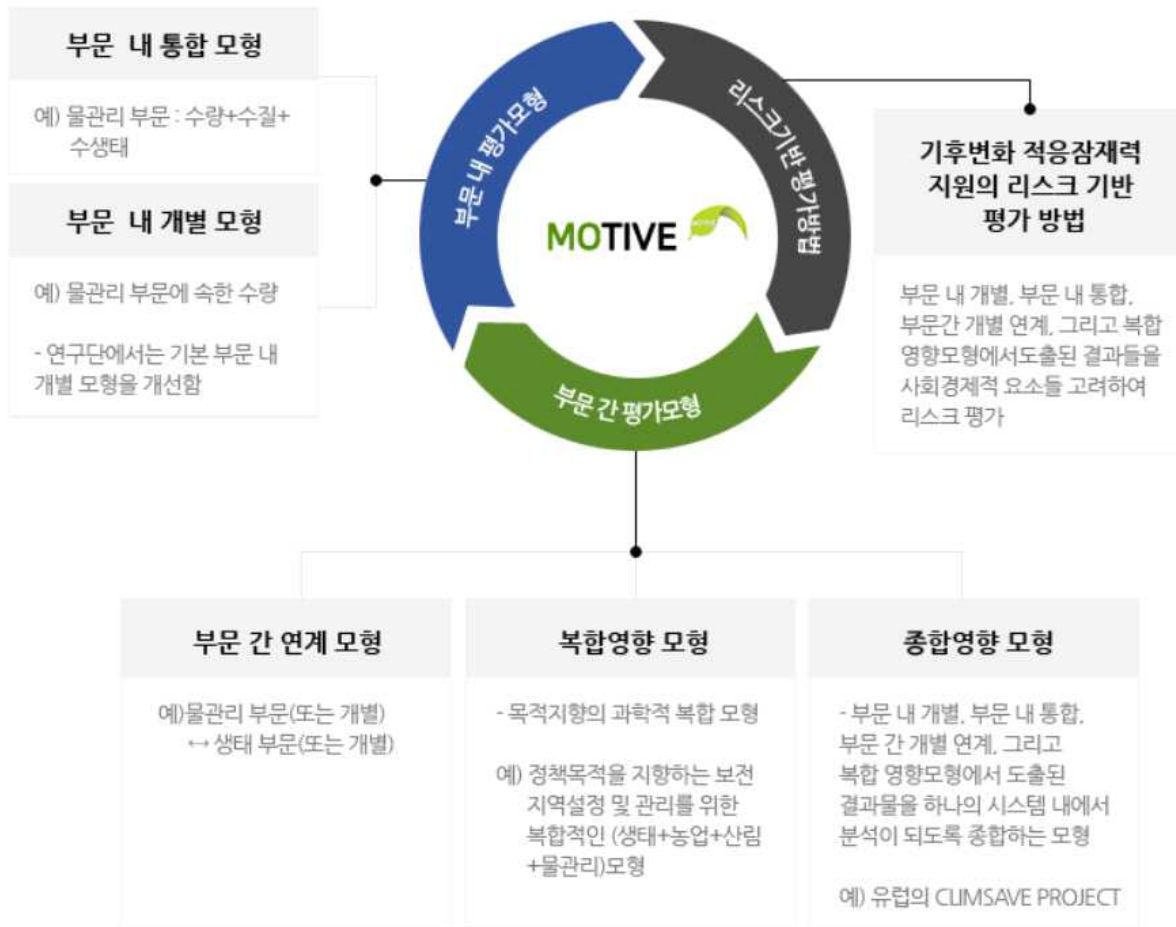 부문 내 통합 모형
예) 물관리 부문 : 수량+수질+
수생태
부문 내 개별 모형
예) 물관리 부문에 속한 수량
- 연구단에서는 기본 부문 내
개별 모형을 개선함
부문 내 평가모형
리스크기반 평가방법
부문 간 평가모형
MOTIVE
기후변화 적응잠재력
지원의 리스크 기반
평가 방법
부문 내 개별, 부문 내 통합,
부문간 개별 연계, 그리고 복합
영향모형에서도출된 결과들을
사회경제적 요소들 고려하여
리스크 평가
부문 간 연계 모형
예)물관리 부문(또는 개별)
↔ 생태 부문(또는 개별)
복합영향 모형
- 목적지향의 과학적 복합 모형
예) 정책목적을 지향하는 보전
지역설정 및 관리를 위한
복합적인 (생태+농업+산림
+물관리)모형
종합영향 모형
- 부문 내 개별, 부문 내 통합,
부문 간 개별 연계, 그리고
복합 영향모형에서 도출된
결과물을 하나의 시스템 내에서
분석이 되도록 종합하는 모형
예) 유럽의 CLIMSAVE PROJECT